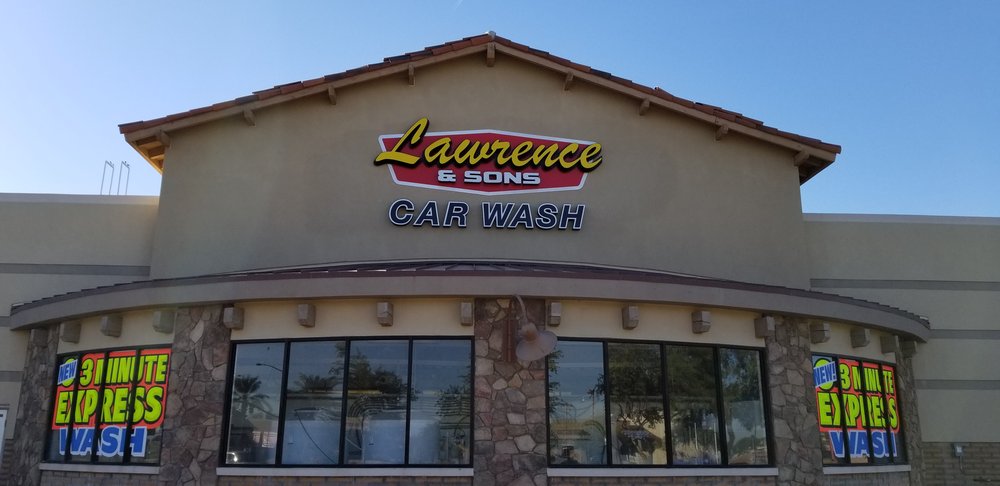 Lawrence
& SONS
CAR WASH
NEW! 3 MINUTE
EXPRESS
WASH
NEW! 3 MINUTE
EXPRESS
WASH